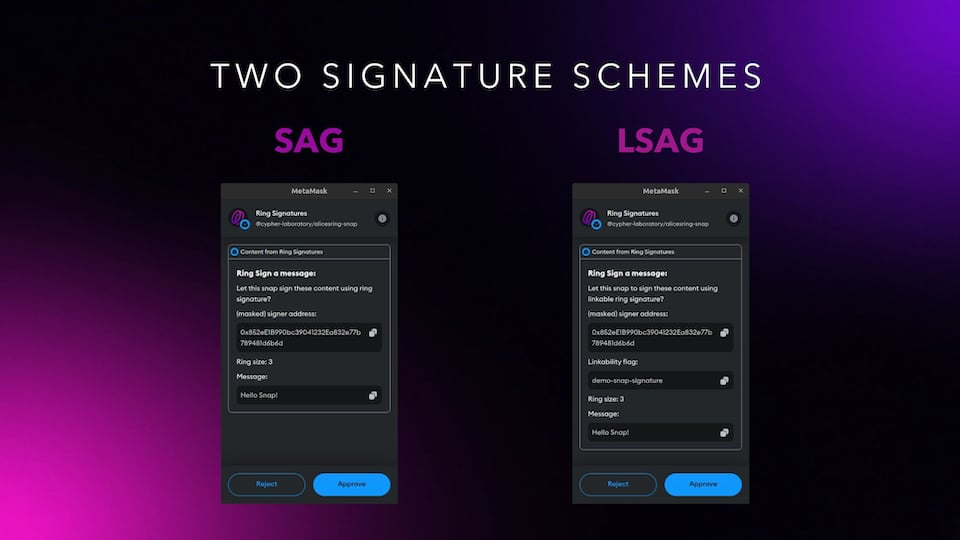 TWO SIGNATURE SCHEMES
SAG
MetaMask
Ring Signatures
@cypher-laboratory/alicesring-snap
Content from Ring Signatures
Ring Sign a message:
Let this snap sign these content using ring
signature?
(masked) signer address:
0x852eE1B990bc39041232Ea832e77b
789481d6b6d
Ring size: 3
Message:
Hello Snap!
Reject
Approve
LSAG
MetaMask
Ring Signatures
@cypher-laboratory/alicesring-snap
Content from Ring Signatures
Ring Sign a message:
Let this snap to sign these content using
linkable ring signature?
(masked) signer address:
0x852eE1B990bc39041232Ea832e77b
789481d6b6d
Linkability flag:
demo-snap-signature
Ring size: 3
Message:
Hello Snap!
Reject
Approve